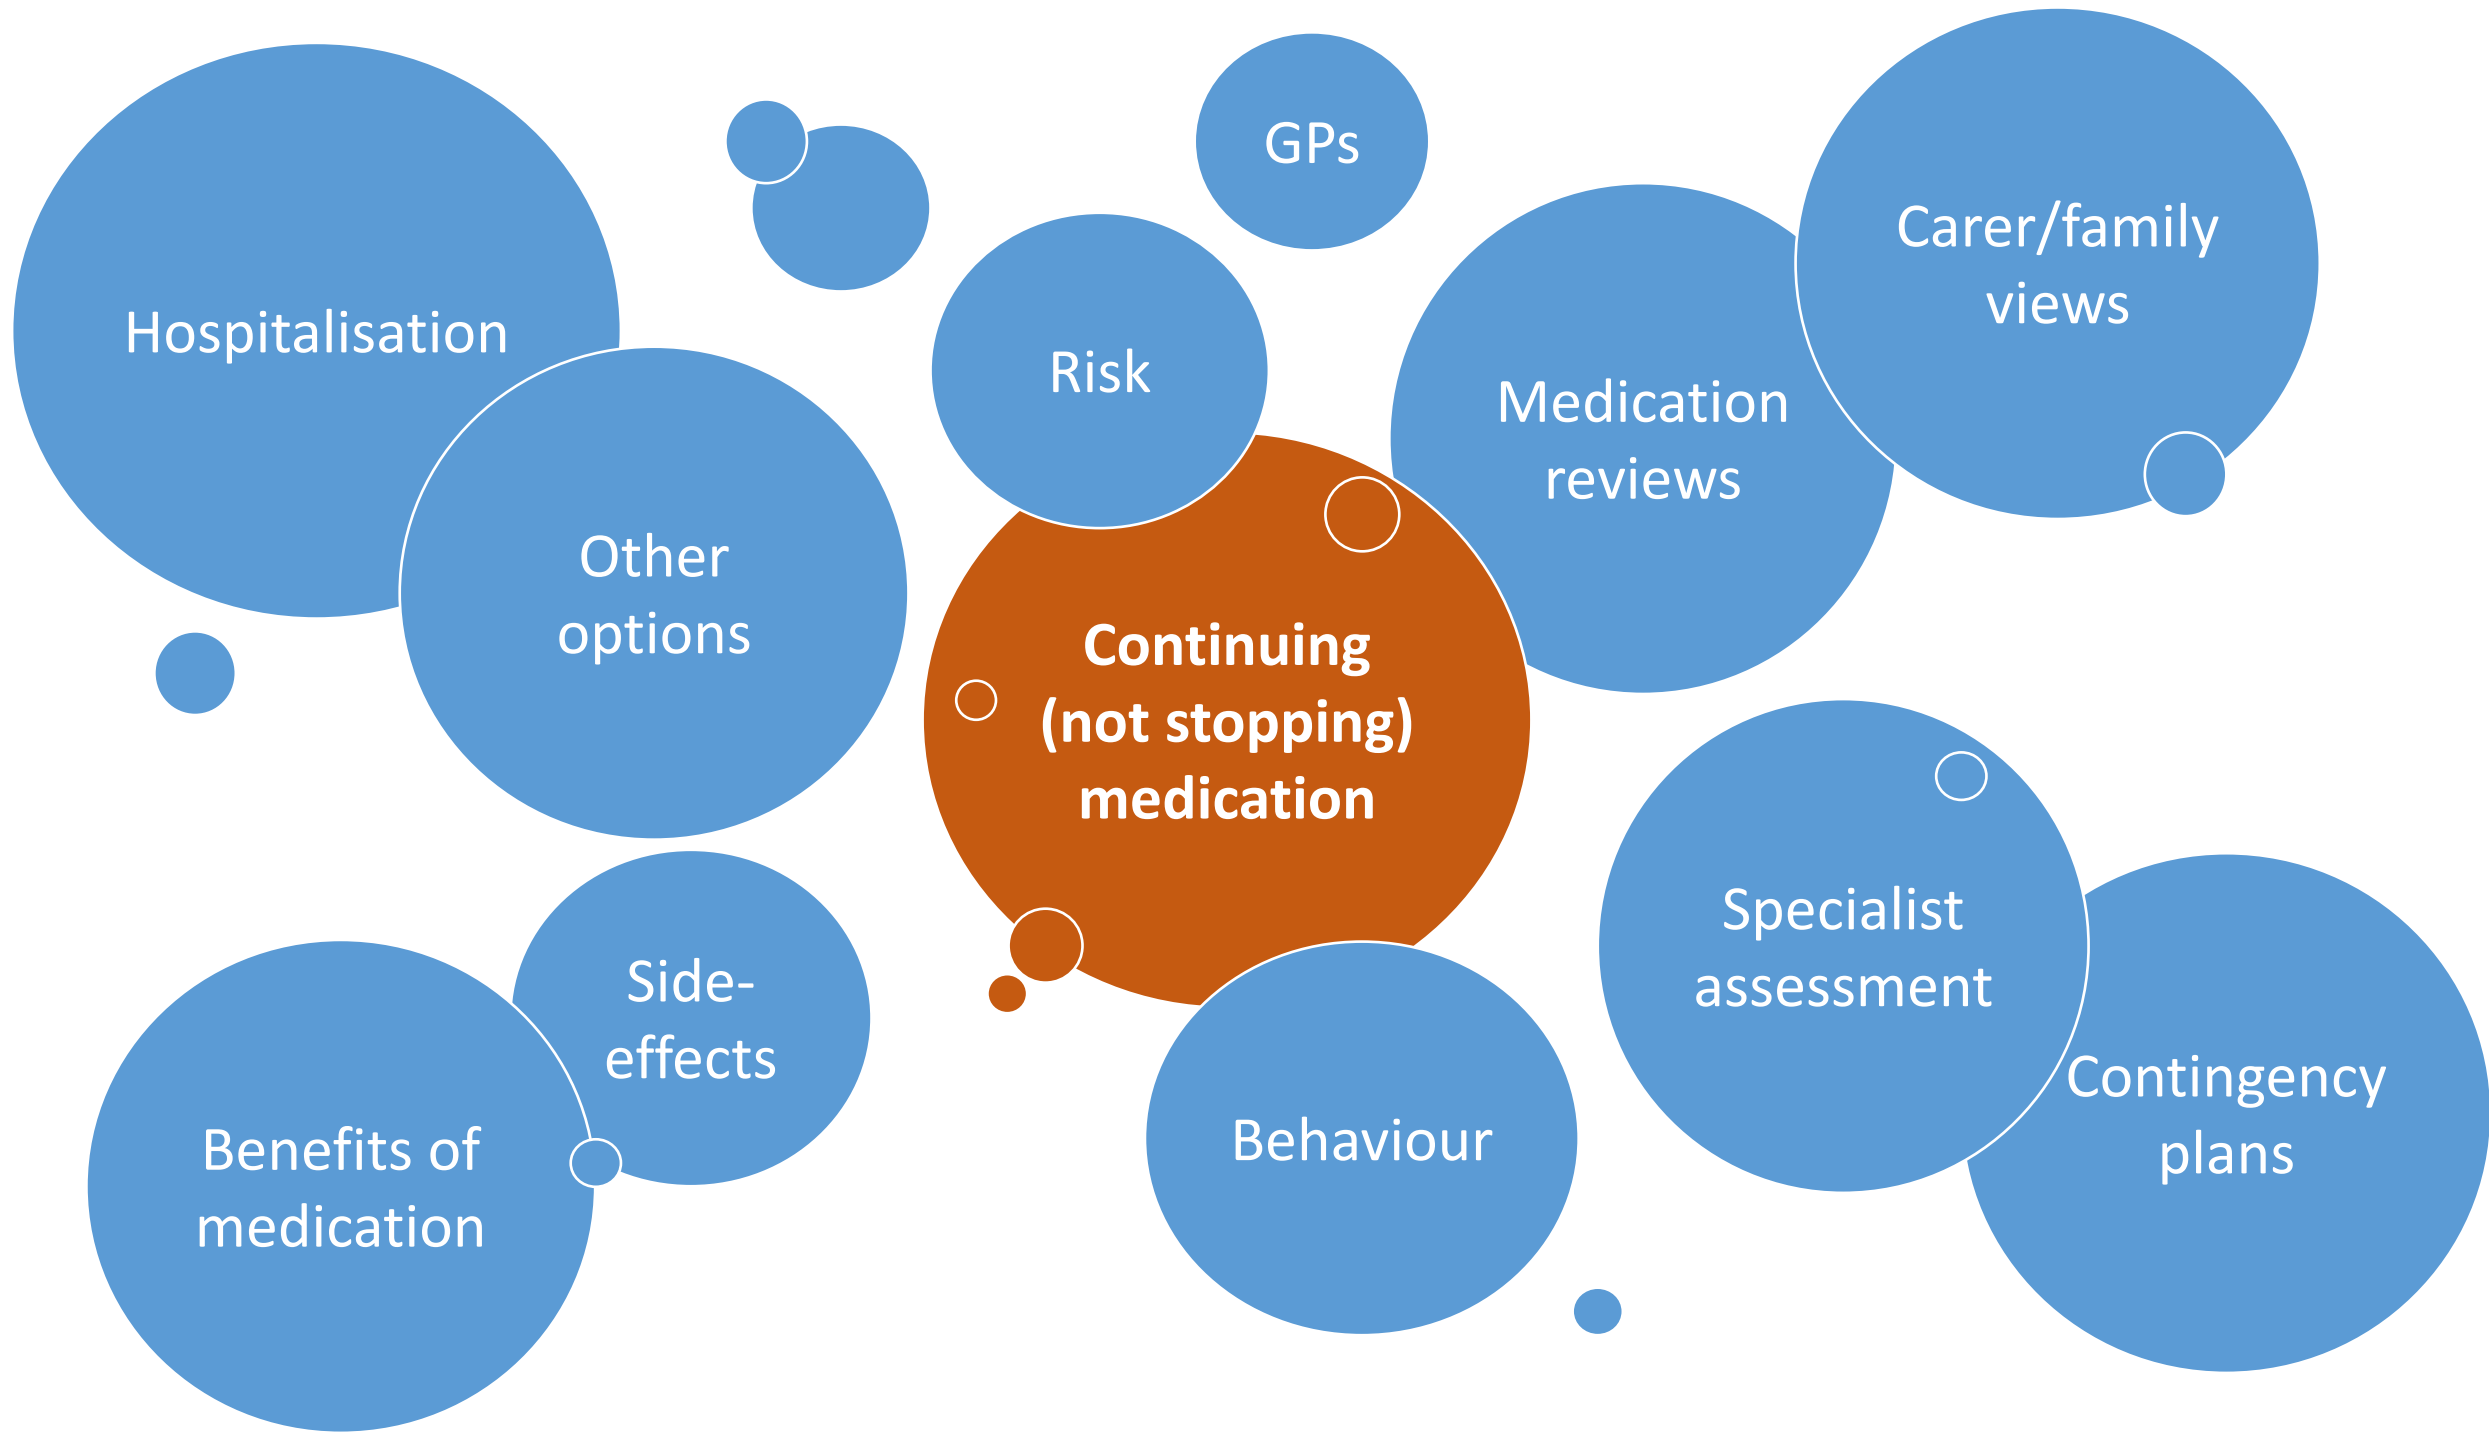 GPs
Carer/family
views
Hospitalisation
Risk
Medication
reviews
Other
options
Continuing
(not stopping)
medication
Specialist
assessment
Side-
effects
Contingency
plans
Benefits of
medication
Behaviour